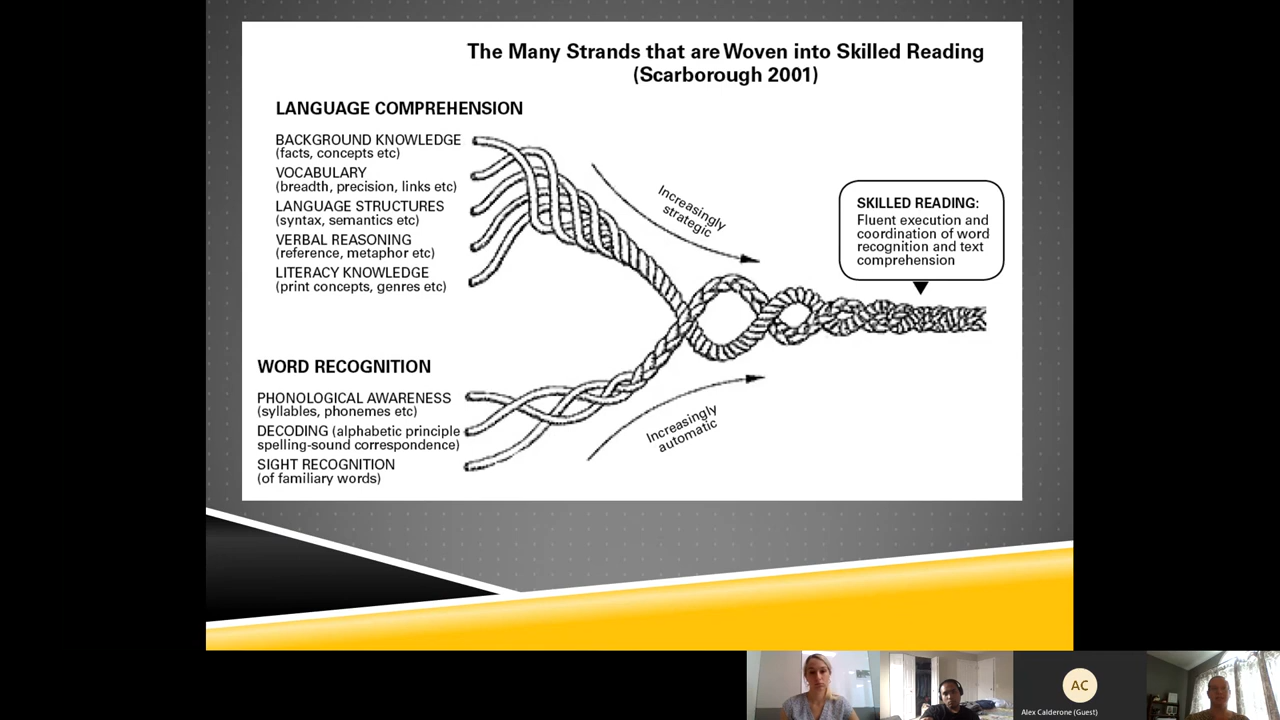 The Many Strands that are Woven into Skilled Reading
(Scarborough 2001)
LANGUAGE COMPREHENSION
BACKGROUND KNOWLEDGE
(facts, concepts etc)
VOCABULARY
(breadth, precision, links etc)
LANGUAGE STRUCTURES
(syntax, semantics etc)
VERBAL REASONING
(reference, metaphor etc)
LITERACY KNOWLEDGE
(print concepts, genres etc)
Increasingly
strategic
SKILLED READING:
Fluent execution and
coordination of word
recognition and text
comprehension
WORD RECOGNITION
PHONOLOGICAL AWARENESS
(syllables, phonemes etc)
DECODING (alphabetic principle
spelling-sound correspondence)
SIGHT RECOGNITION
(of familiary words)
Increasingly
automatic
AC
Alex Calderone (Guest)